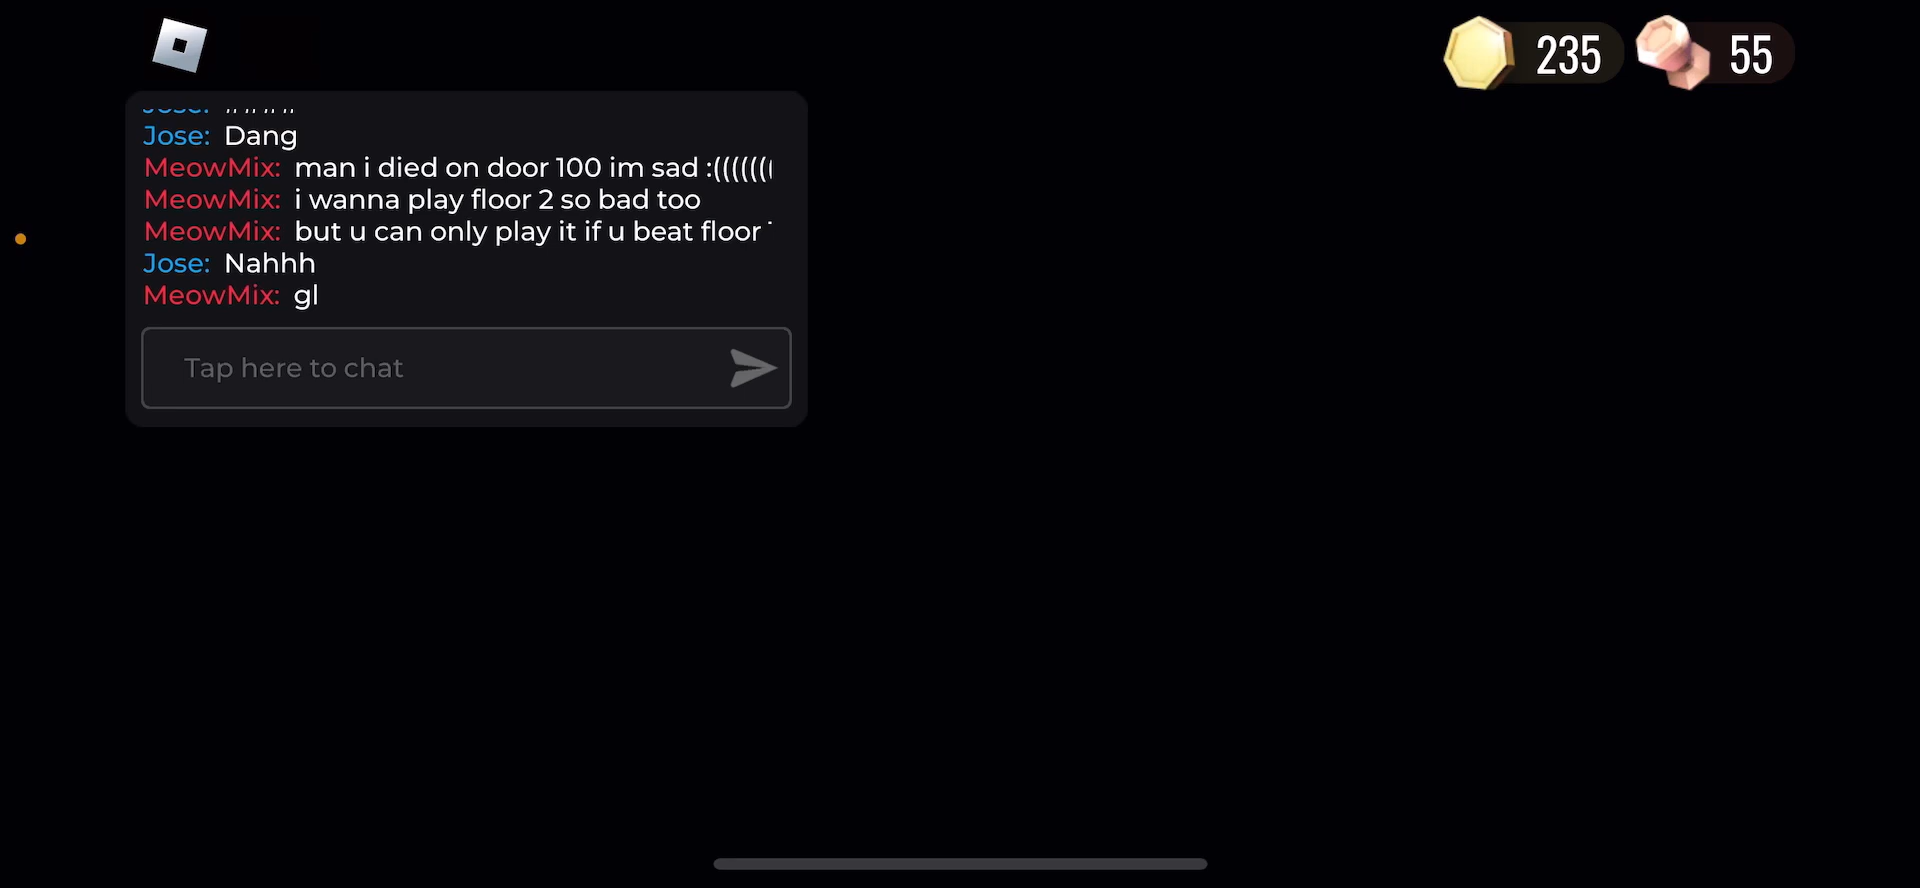 235
55
Jose: Dang
MeowMix: man i died on door 100 im sad :(((((((
MeowMix: i wanna play floor 2 so bad too
MeowMix: but u can only play it if u beat floor
Jose: Nahhh
MeowMix: gl
Tap here to chat